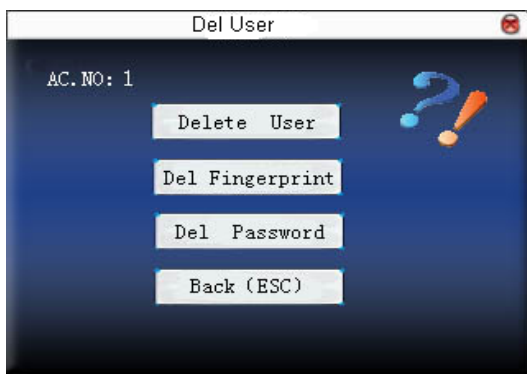 Del User
AC.NO: 1
Delete User
Del Fingerprint
Del Password
Back (ESC)